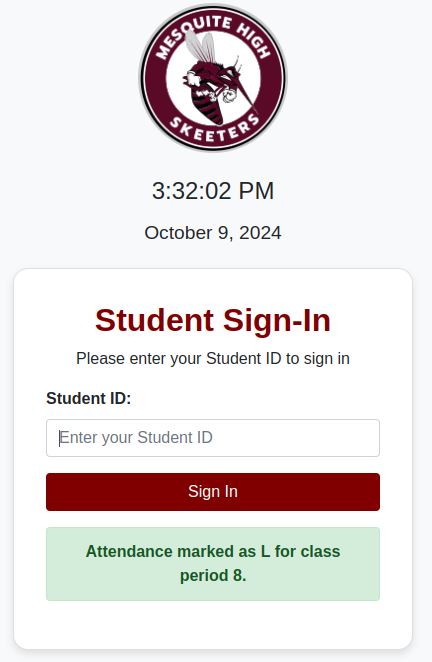 MESQUITE HIGH
SKEETERS
3:32:02 PM
October 9, 2024
Student Sign-In
Please enter your Student ID to sign in
Student ID:
Enter your Student ID
Sign In
Attendance marked as L for class
period 8.